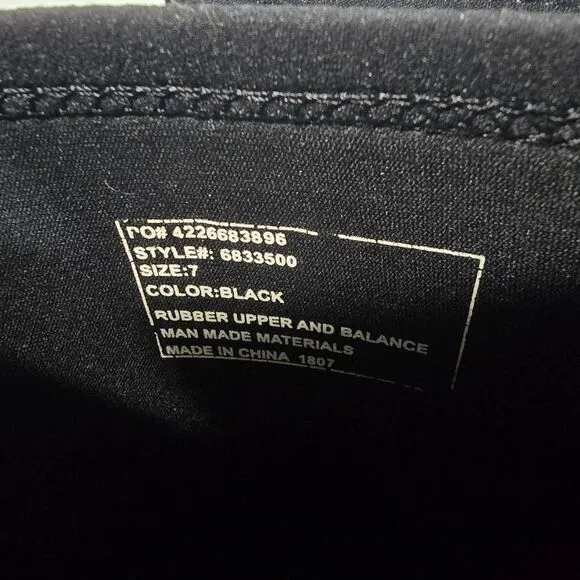 PO# 4226683896
STYLE#: 6833500
SIZE:7
COLOR:BLACK
RUBBER UPPER AND BALANCE
MAN MADE MATERIALS
MADE IN CHINA 1807